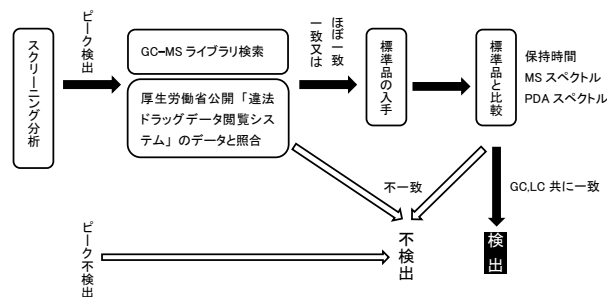 スクリーニング分析
ピーク検出
GC-MS ライブラリ検索
厚生労働省公開「違法
ドラッグデータ閲覧シス
テム」のデータと照合
ほぼ一致
一致又は
標準品の入手
標準品と比較
保持時間
MS スペクトル
PDA スペクトル
不一致
GC,LC 共に一致
ピーク不検出
不検出
検出